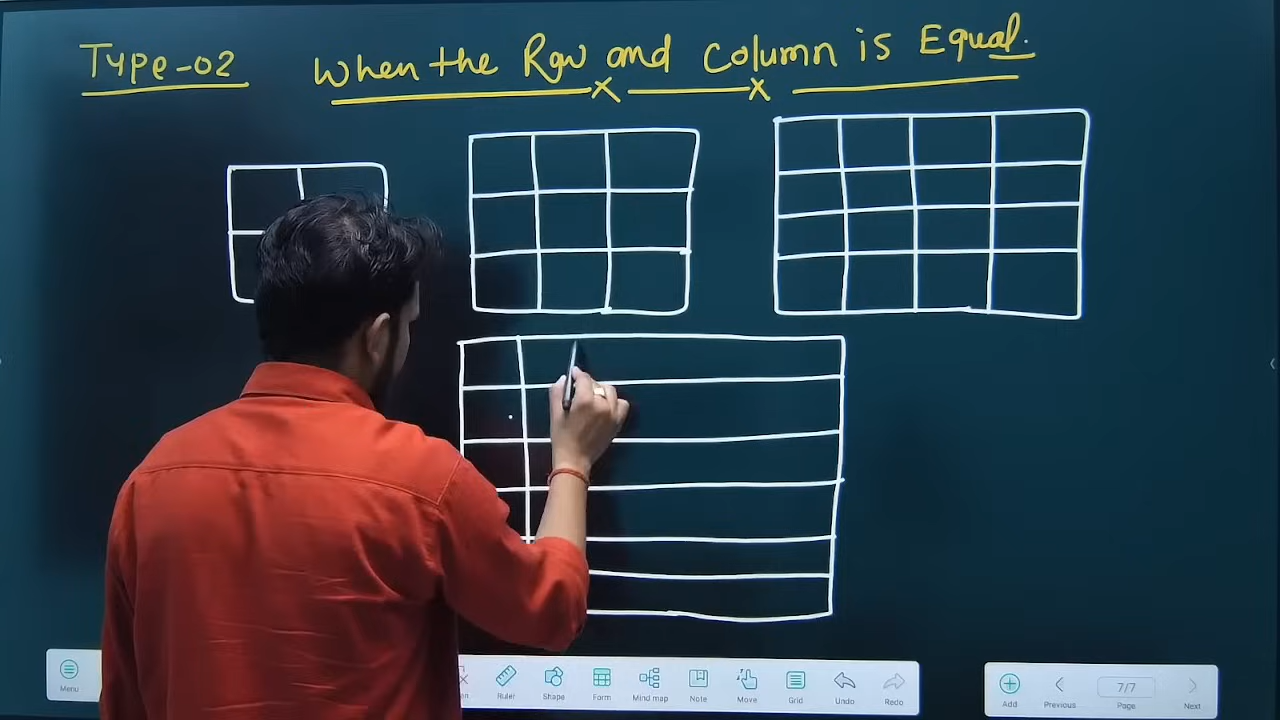 Type-02 When the Row and Column is Equal.
Menu Ruler Shape Form Mind map Note Move Grid Undo Redo Add Previous 7/7 Page Next